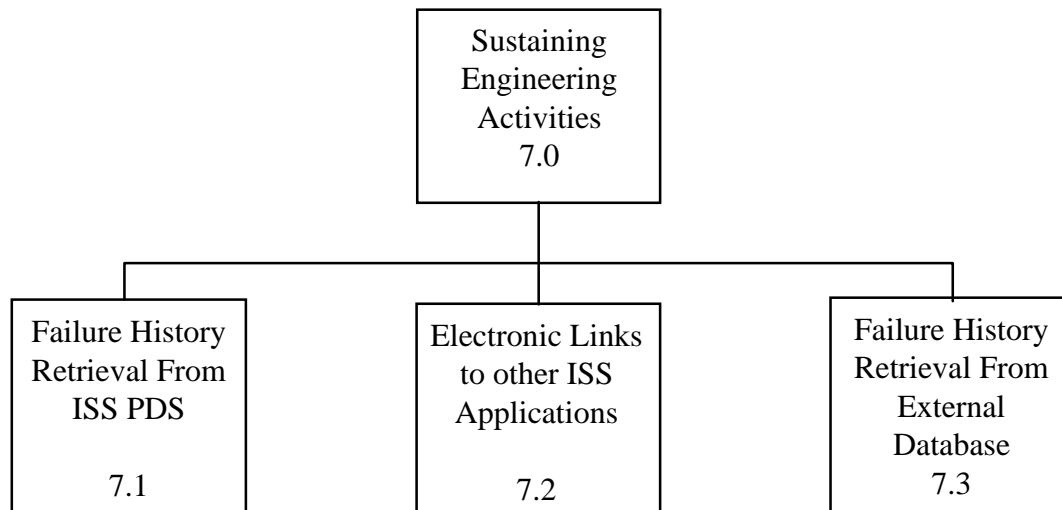 Sustaining
Engineering
Activities
7.0
Failure History
Retrieval From
ISS PDS
7.1
Electronic Links
to other ISS
Applications
7.2
Failure History
Retrieval From
External
Database
7.3